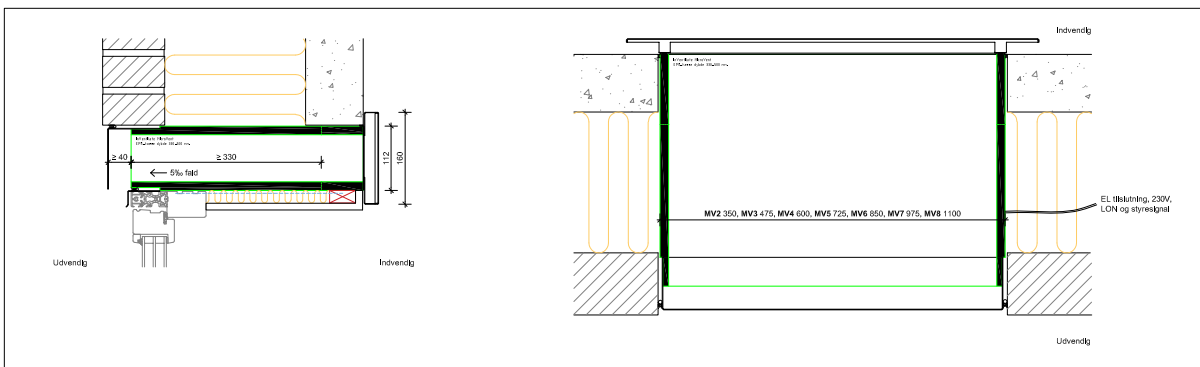 ≥ 40
≥ 330
5‰ fald
112
160
Udvendig
Indvendig
Indvendig
MV2 350, MV3 475, MV4 600, MV5 725, MV6 850, MV7 975, MV8 1100
EL tilslutning, 230V,
LON og styresignal
Udvendig